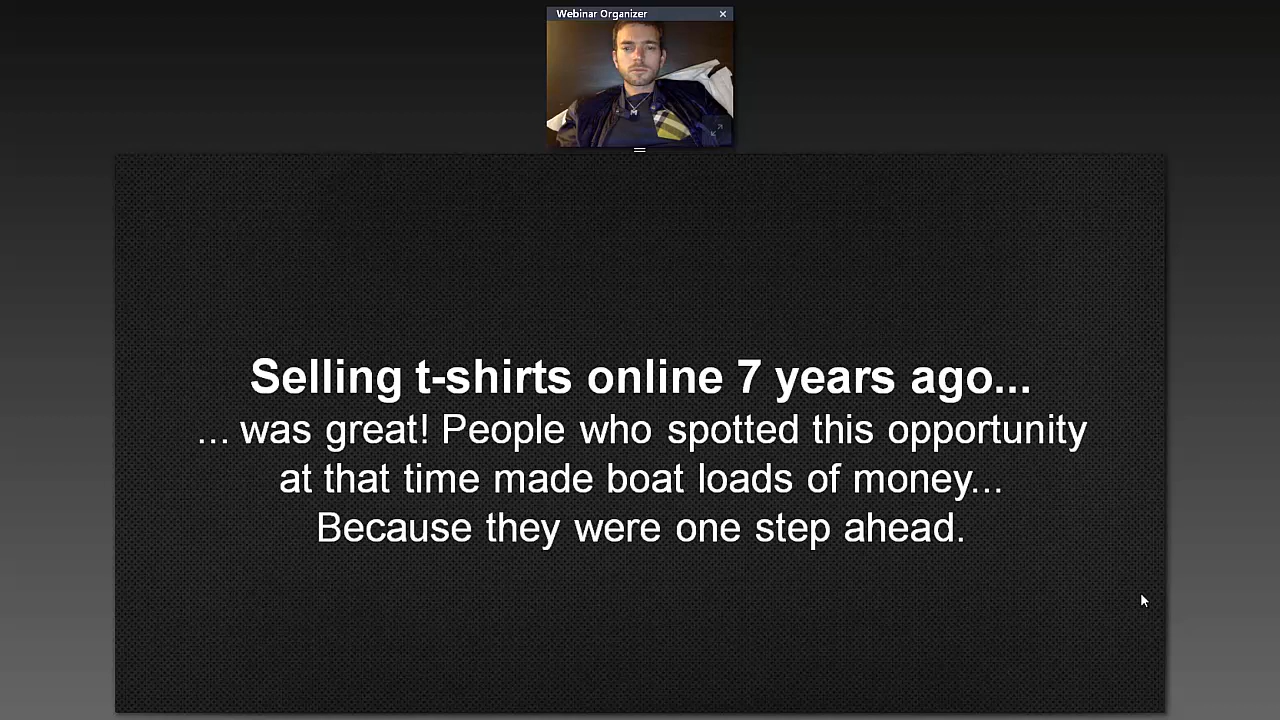 Webinar Organizer
Selling t-shirts online 7 years ago...
... was great! People who spotted this opportunity
at that time made boat loads of money...
Because they were one step ahead.